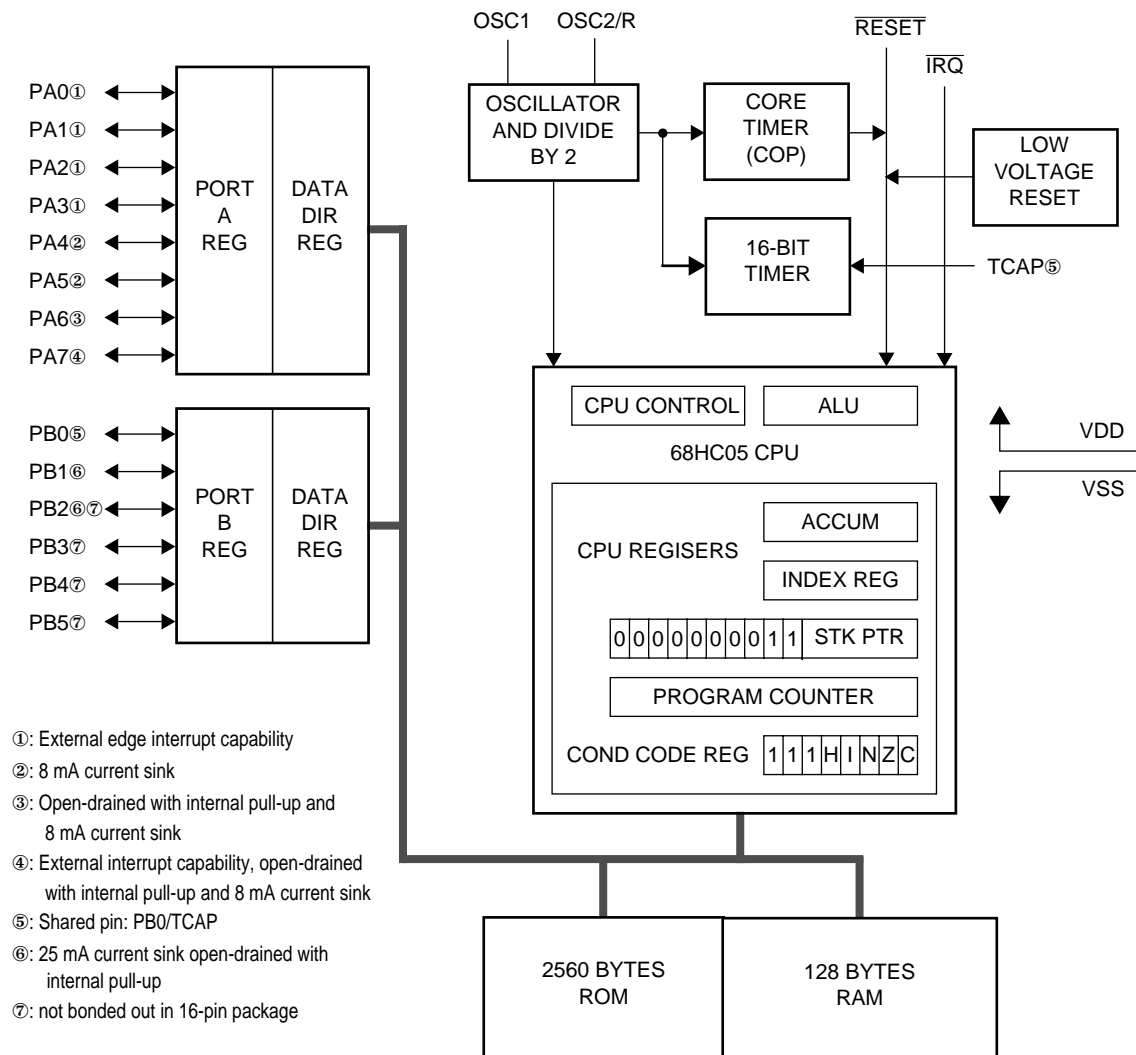 OSC1
OSC2/R
RESET
IRQ
OSCILLATOR
AND DIVIDE
BY 2
CORE
TIMER
(COP)
LOW
VOLTAGE
RESET
16-BIT
TIMER
TCAP⑤
PA0①
PA1①
PA2①
PA3①
PA4②
PA5②
PA6③
PA7④
PORT
A
REG
DATA
DIR
REG
PB0⑤
PB1⑥
PB2⑥⑦
PB3⑦
PB4⑦
PB5⑦
PORT
B
REG
DATA
DIR
REG
CPU CONTROL
ALU
68HC05 CPU
VDD
VSS
ACCUM
CPU REGISERS
INDEX REG
0 0 0 0 0 0 0 0 1 1 STK PTR
PROGRAM COUNTER
COND CODE REG 1 1 1 H I N Z C
①: External edge interrupt capability
②: 8 mA current sink
③: Open-drained with internal pull-up and
8 mA current sink
④: External interrupt capability, open-drained
with internal pull-up and 8 mA current sink
⑤: Shared pin: PB0/TCAP
⑥: 25 mA current sink open-drained with
internal pull-up
⑦: not bonded out in 16-pin package
2560 BYTES
ROM
128 BYTES
RAM